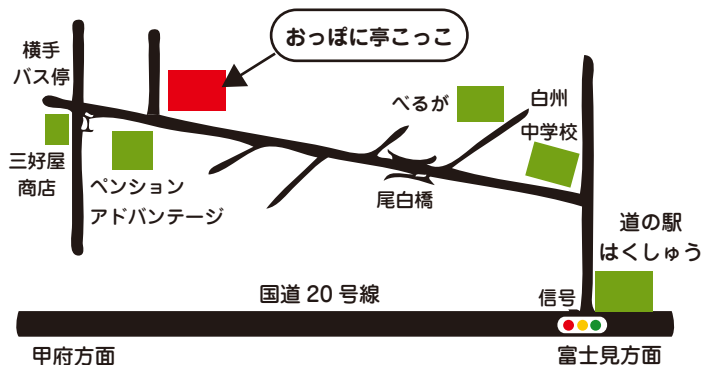 おっぽに亭こっこ
横手
バス停
べるが
白州
中学校
三好屋
商店
ペンション
アドバンテージ
尾白橋
道の駅
はくしゅう
国道 20 号線
信号
甲府方面
富士見方面